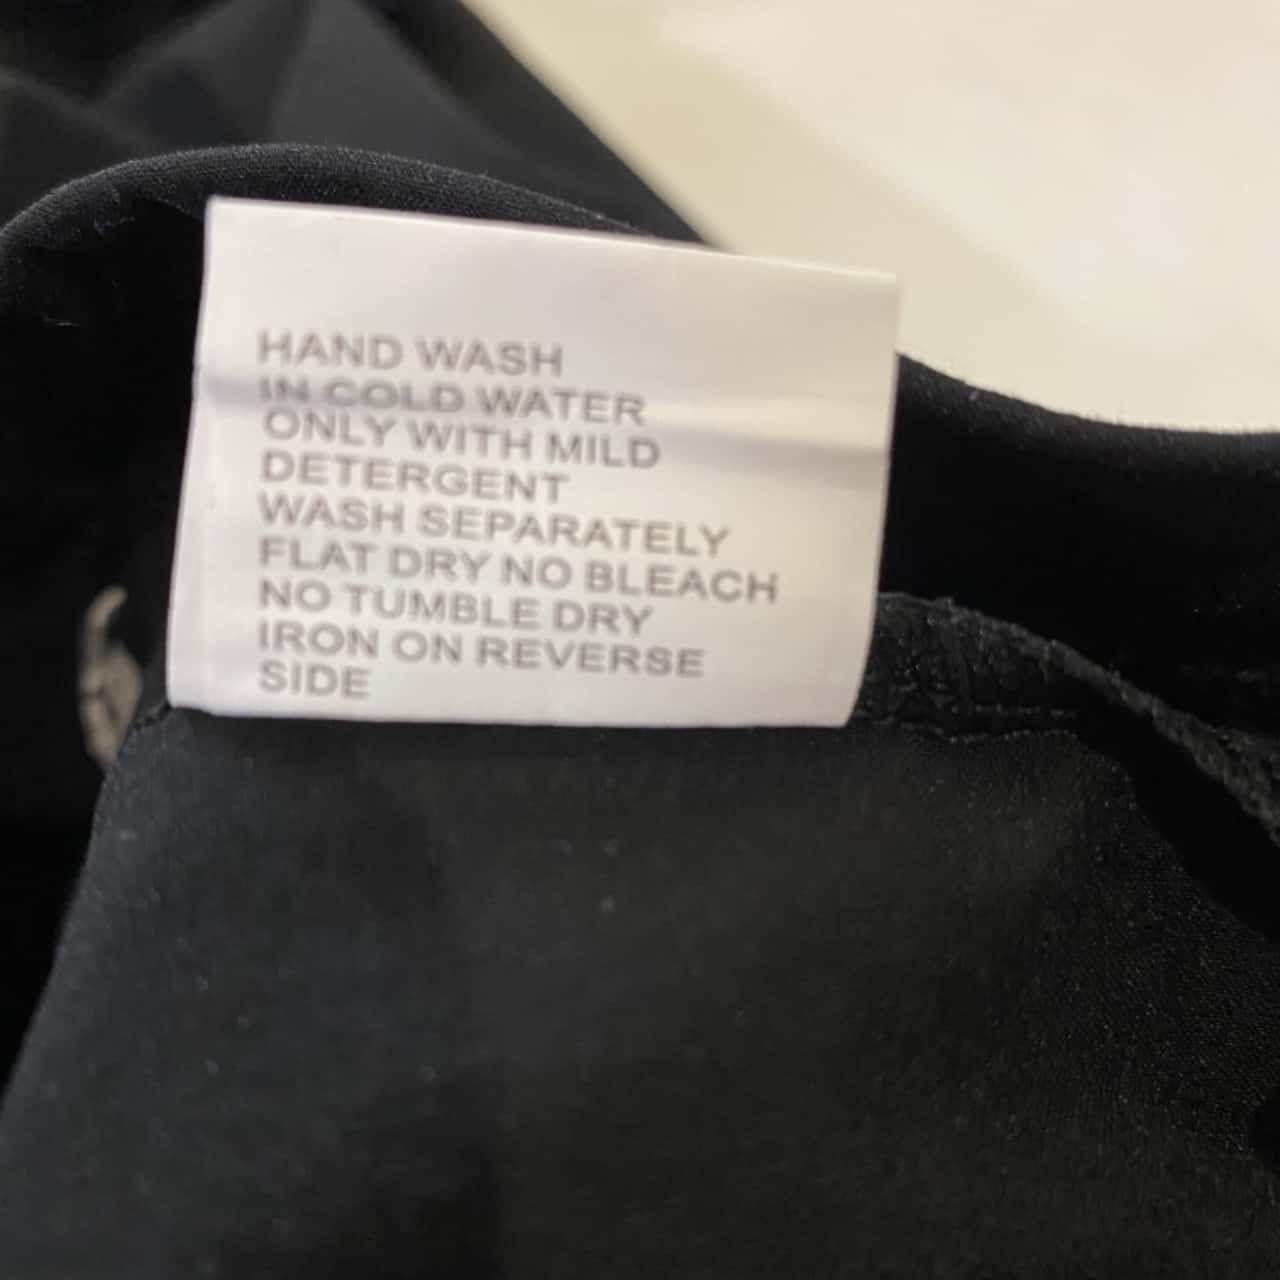 HAND WASH
IN COLD WATER
ONLY WITH MILD
DETERGENT
WASH SEPARATELY
FLAT DRY NO BLEACH
NO TUMBLE DRY
IRON ON REVERSE
SIDE